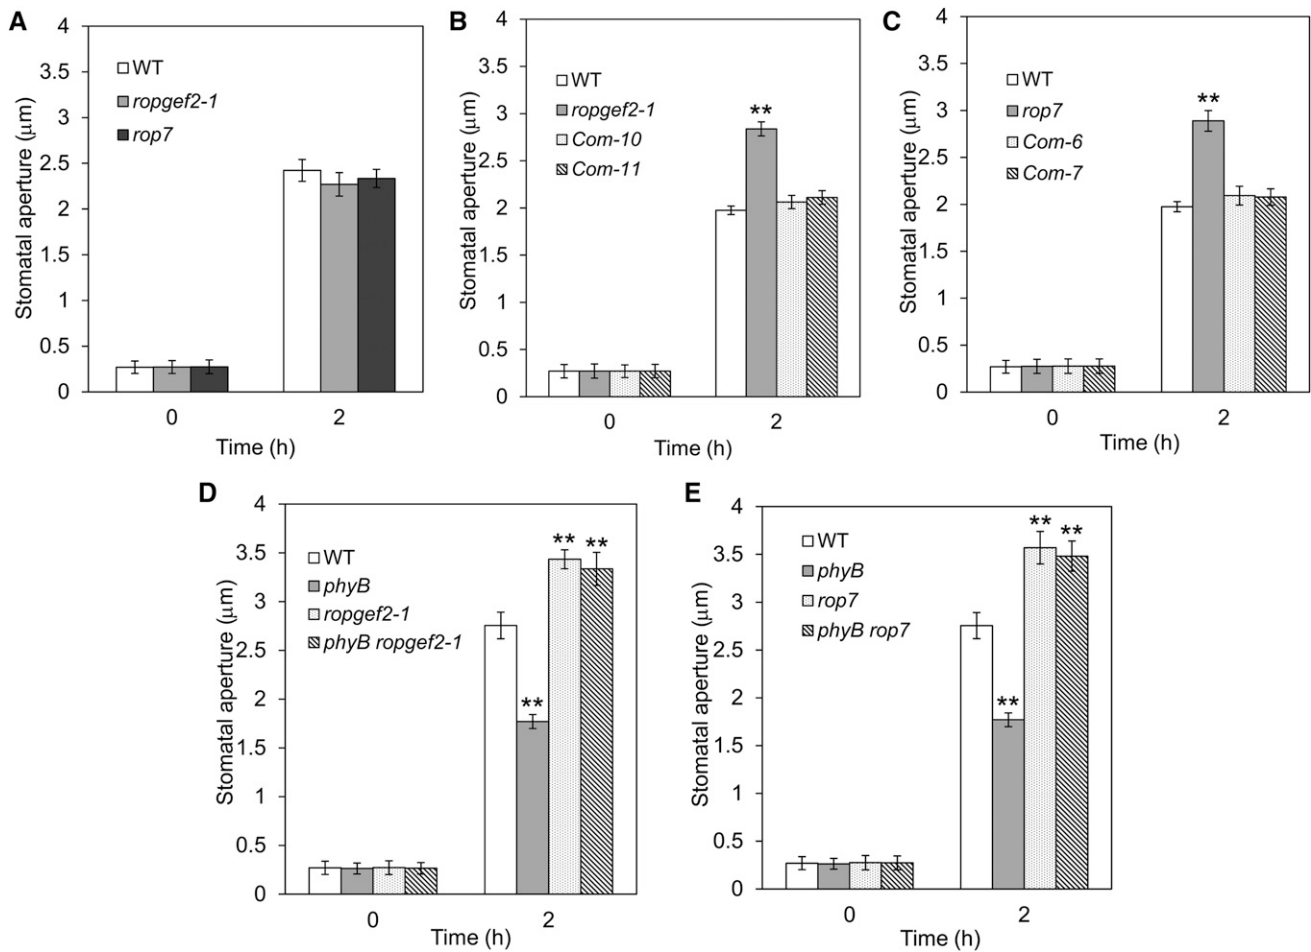 A
Stomatal aperture (µm)
4
3.5
3
2.5
2
1.5
1
0.5
0
WT
ropgef2-1
rop7
0
2
Time (h)
B
Stomatal aperture (µm)
4
3.5
3
2.5
2
1.5
1
0.5
0
WT
ropgef2-1
Com-10
Com-11
**
0
2
Time (h)
C
Stomatal aperture (µm)
4
3.5
3
2.5
2
1.5
1
0.5
0
WT
rop7
Com-6
Com-7
**
0
2
Time (h)
D
Stomatal aperture (µm)
4
3.5
3
2.5
2
1.5
1
0.5
0
WT
phyB
ropgef2-1
phyB ropgef2-1
**
** **
0
2
Time (h)
E
Stomatal aperture (µm)
4
3.5
3
2.5
2
1.5
1
0.5
0
WT
phyB
rop7
phyB rop7
**
** **
0
2
Time (h)